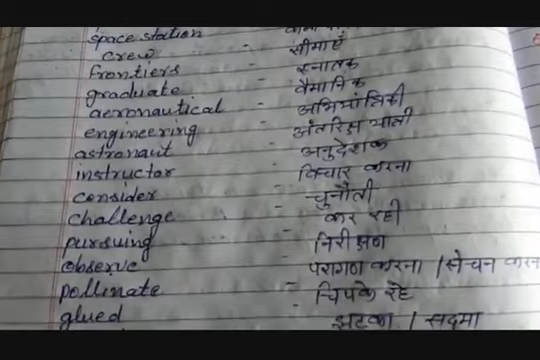 space station
crew -
frontiers - सीमाएँ
graduate - स्नातक
aeronautical - वैमानिक
engineering - अभियांत्रिकी
astronaut - अंतरिक्ष यात्री
instructor - अनुदेशक
consider - विचार करना
challenge - चुनौती
pursuing - कर रही
observe - निरीक्षण
pollinate - परागण करना / सेचन करन
glued - चिपके रहे
झटका / सदमा